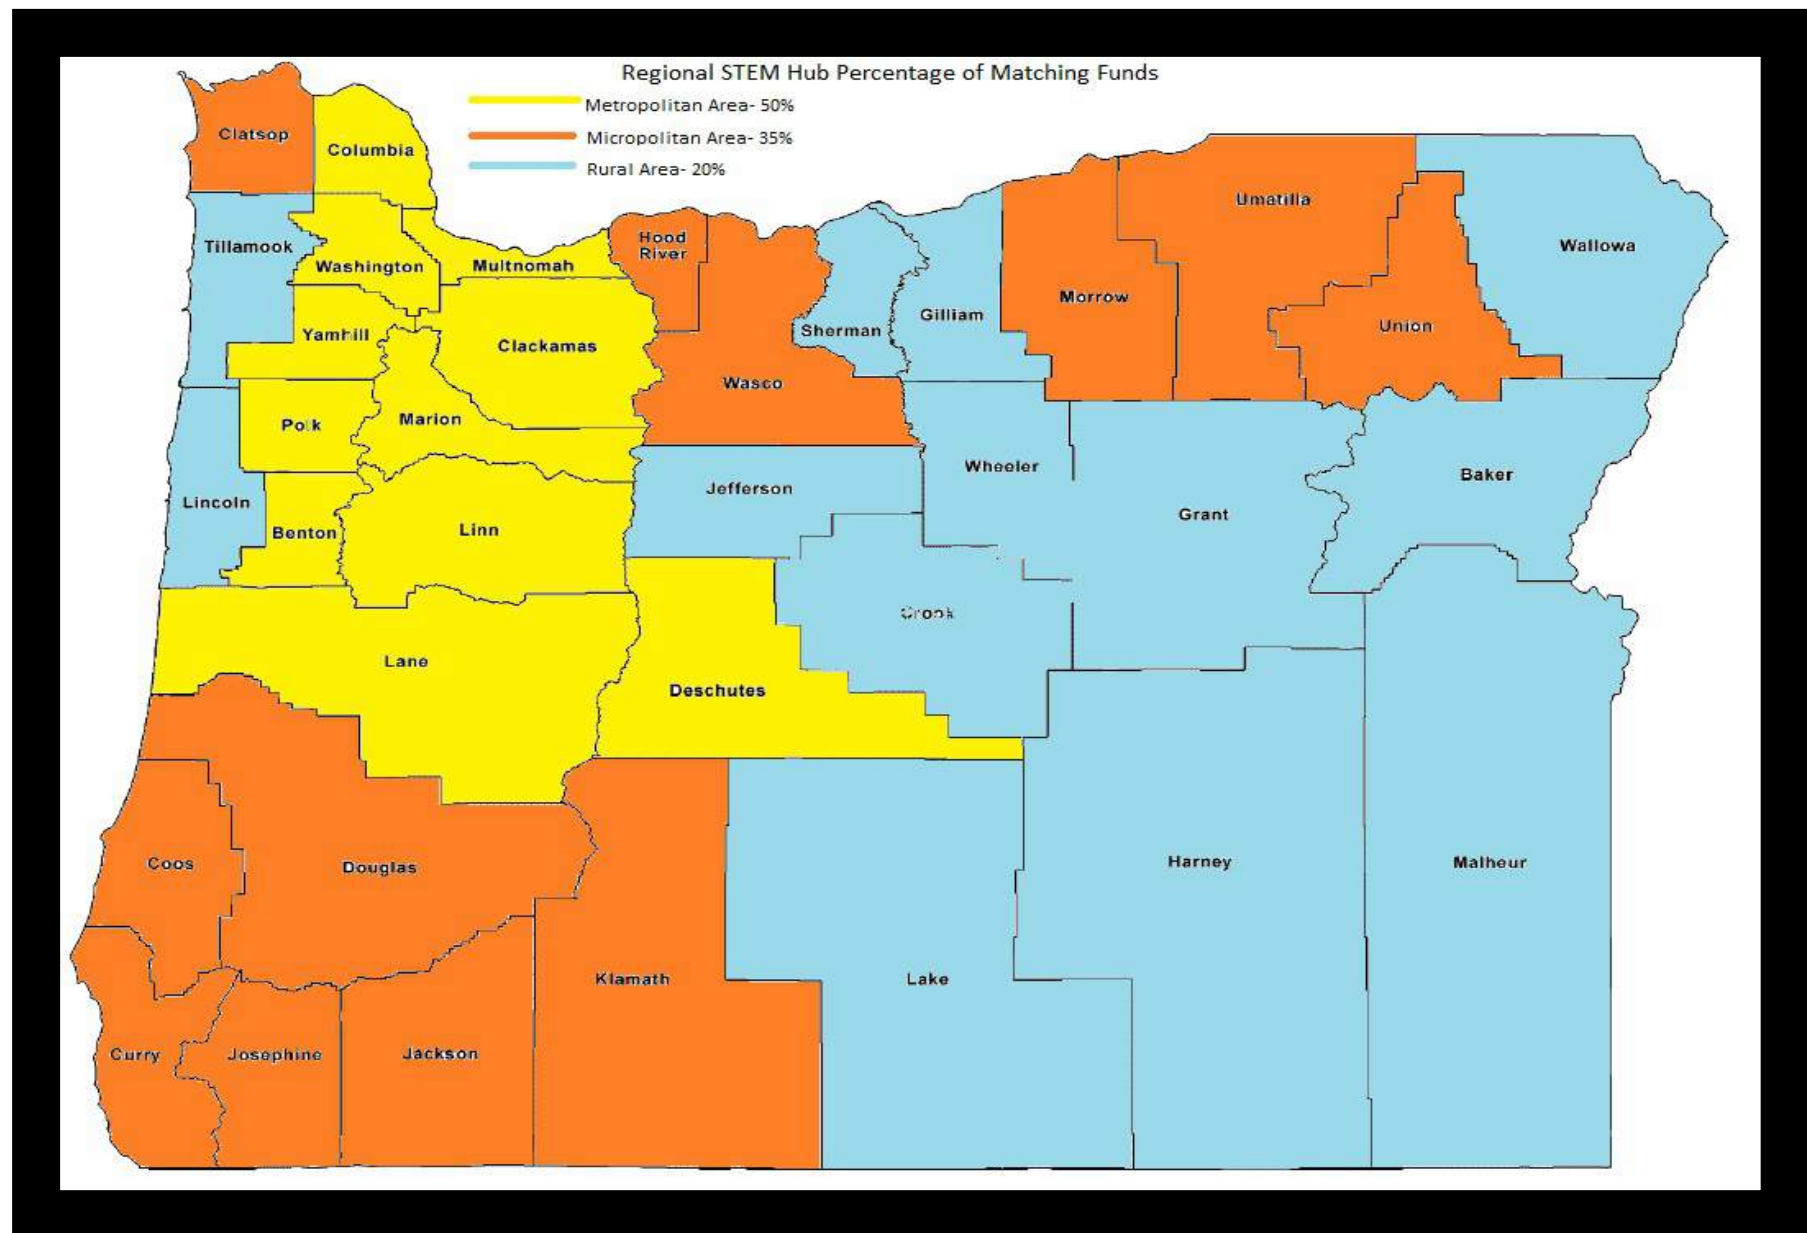 Regional STEM Hub Percentage of Matching Funds
Metropolitan Area- 50%
Micropolitan Area- 35%
Rural Area- 20%
Clatsop
Columbia
Tillamook
Washington
Multnomah
Hood
River
Umatilla
Wallowa
Morrow
Gilliam
Sherman
Union
Yamhill
Clackamas
Wasco
Polk
Marion
Wheeler
Baker
Jefferson
Lincoln
Benton
Linn
Grant
Crook
Lane
Deschutes
Coos
Douglas
Harney
Malheur
Klamath
Lake
Curry
Josephine
Jackson